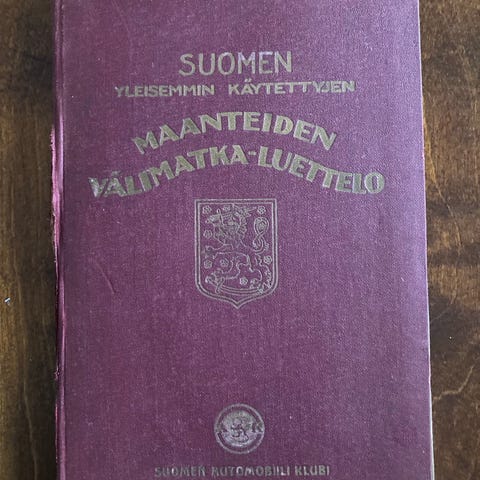 SUOMEN
YLEISEMMIN KÄYTETTYJEN
MAANTEIDEN
VÄLIMATKA-LUETTELO
SUOMEN AUTOMOBIILI KLUBI